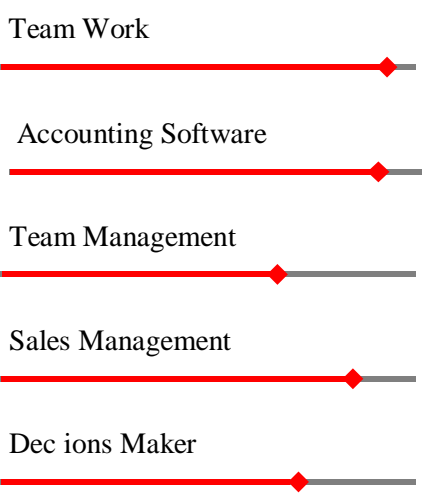 Team Work
Accounting Software
Team Management
Sales Management
Dec ions Maker